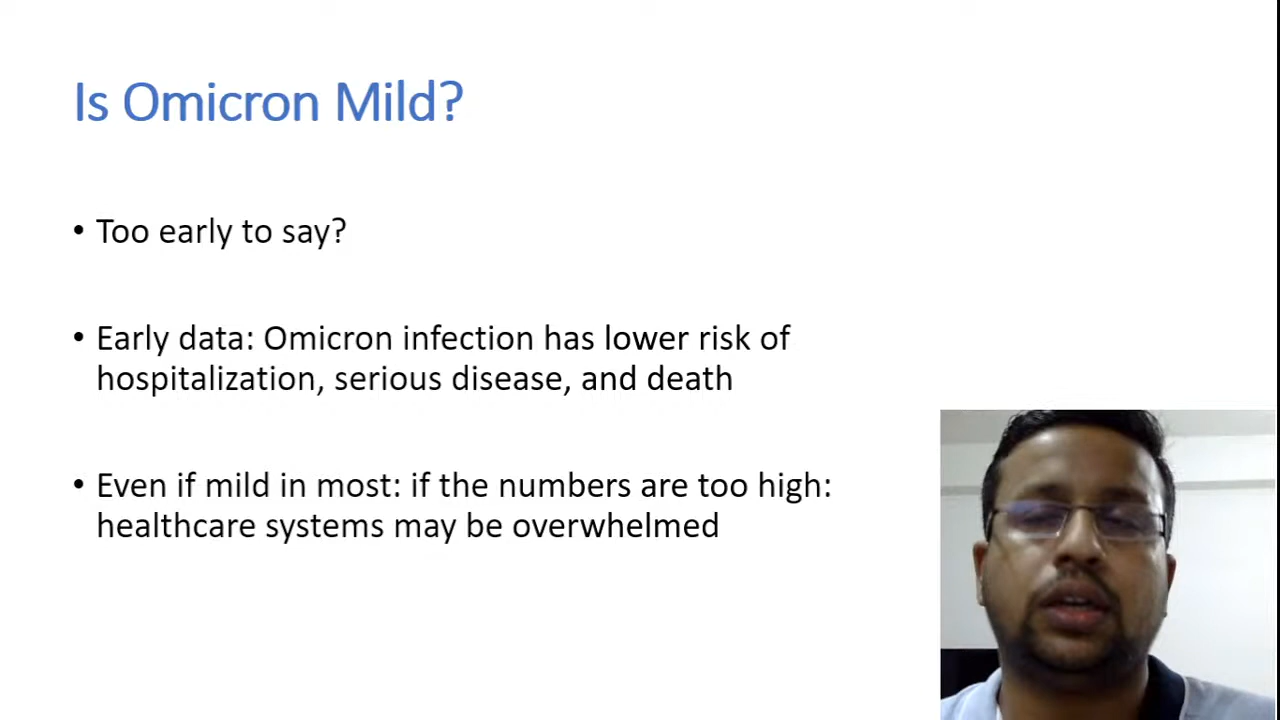 Is Omicron Mild?
• Too early to say?
• Early data: Omicron infection has lower risk of
hospitalization, serious disease, and death
• Even if mild in most: if the numbers are too high:
healthcare systems may be overwhelmed